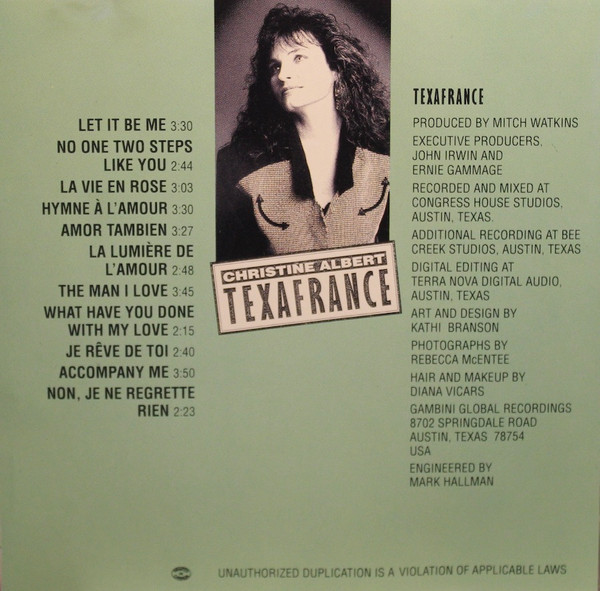 LET IT BE ME 3:30
NO ONE TWO STEPS
LIKE YOU 2:44
LA VIE EN ROSE 3:03
HYMNE À L'AMOUR 3:30
AMOR TAMBIEN 3:27
LA LUMIÈRE DE
L'AMOUR 2:48
THE MAN I LOVE 3:45
WHAT HAVE YOU DONE
WITH MY LOVE 2:15
JE RÊVE DE TOI 2:40
ACCOMPANY ME 3:50
NON, JE NE REGRETTE
RIEN 2:23
CHRISTINE ALBERT
TEXAFRANCE
TEXAFRANCE
PRODUCED BY MITCH WATKINS
EXECUTIVE PRODUCERS,
JOHN IRWIN AND
ERNIE GAMMAGE
RECORDED AND MIXED AT
CONGRESS HOUSE STUDIOS,
AUSTIN, TEXAS.
ADDITIONAL RECORDING AT BEE
CREEK STUDIOS, AUSTIN, TEXAS
DIGITAL EDITING AT
TERRA NOVA DIGITAL AUDIO,
AUSTIN, TEXAS
ART AND DESIGN BY
KATHI BRANSON
PHOTOGRAPHS BY
REBECCA McENTEE
HAIR AND MAKEUP BY
DIANA VICARS
GAMBINI GLOBAL RECORDINGS
8702 SPRINGDALE ROAD
AUSTIN, TEXAS 78754
USA
ENGINEERED BY
MARK HALLMAN
UNAUTHORIZED DUPLICATION IS A VIOLATION OF APPLICABLE LAWS